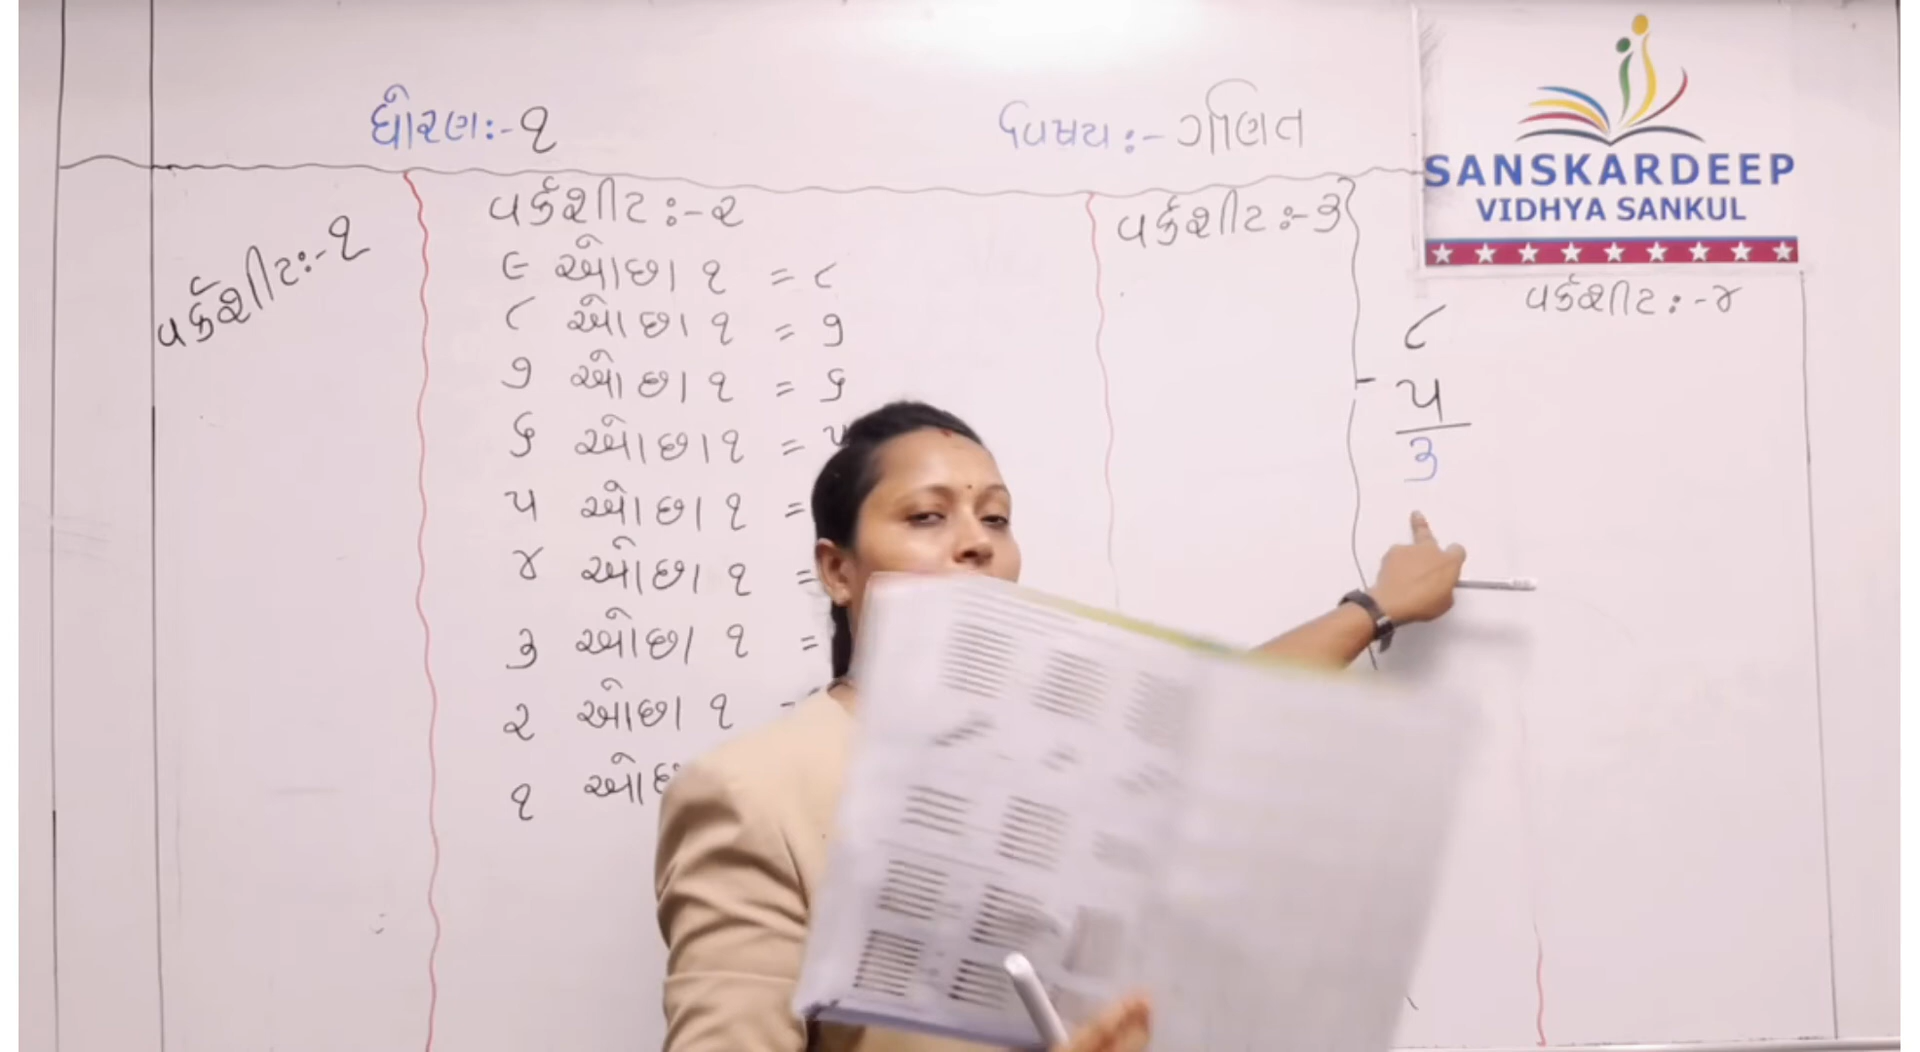 ધોરણ:- ૧
વિષય:- ગણિત
SANSKARDEEP
VIDHYA SANKUL
વર્કશીટ:-૧
વર્કશીટ:-૨
૯ ઓછા ૧ = ૮
૮ ઓછા ૧ = ૭
૭ ઓછા ૧ = ૬
૬ ઓછા ૧ = ૫
૫ ઓછા ૧ =
૪ ઓછા ૧ =
૩ ઓછા ૧ =
૨ ઓછા ૧
૧
વર્કશીટ:-૩
વર્કશીટ:-૪
૮
- ૫
૩